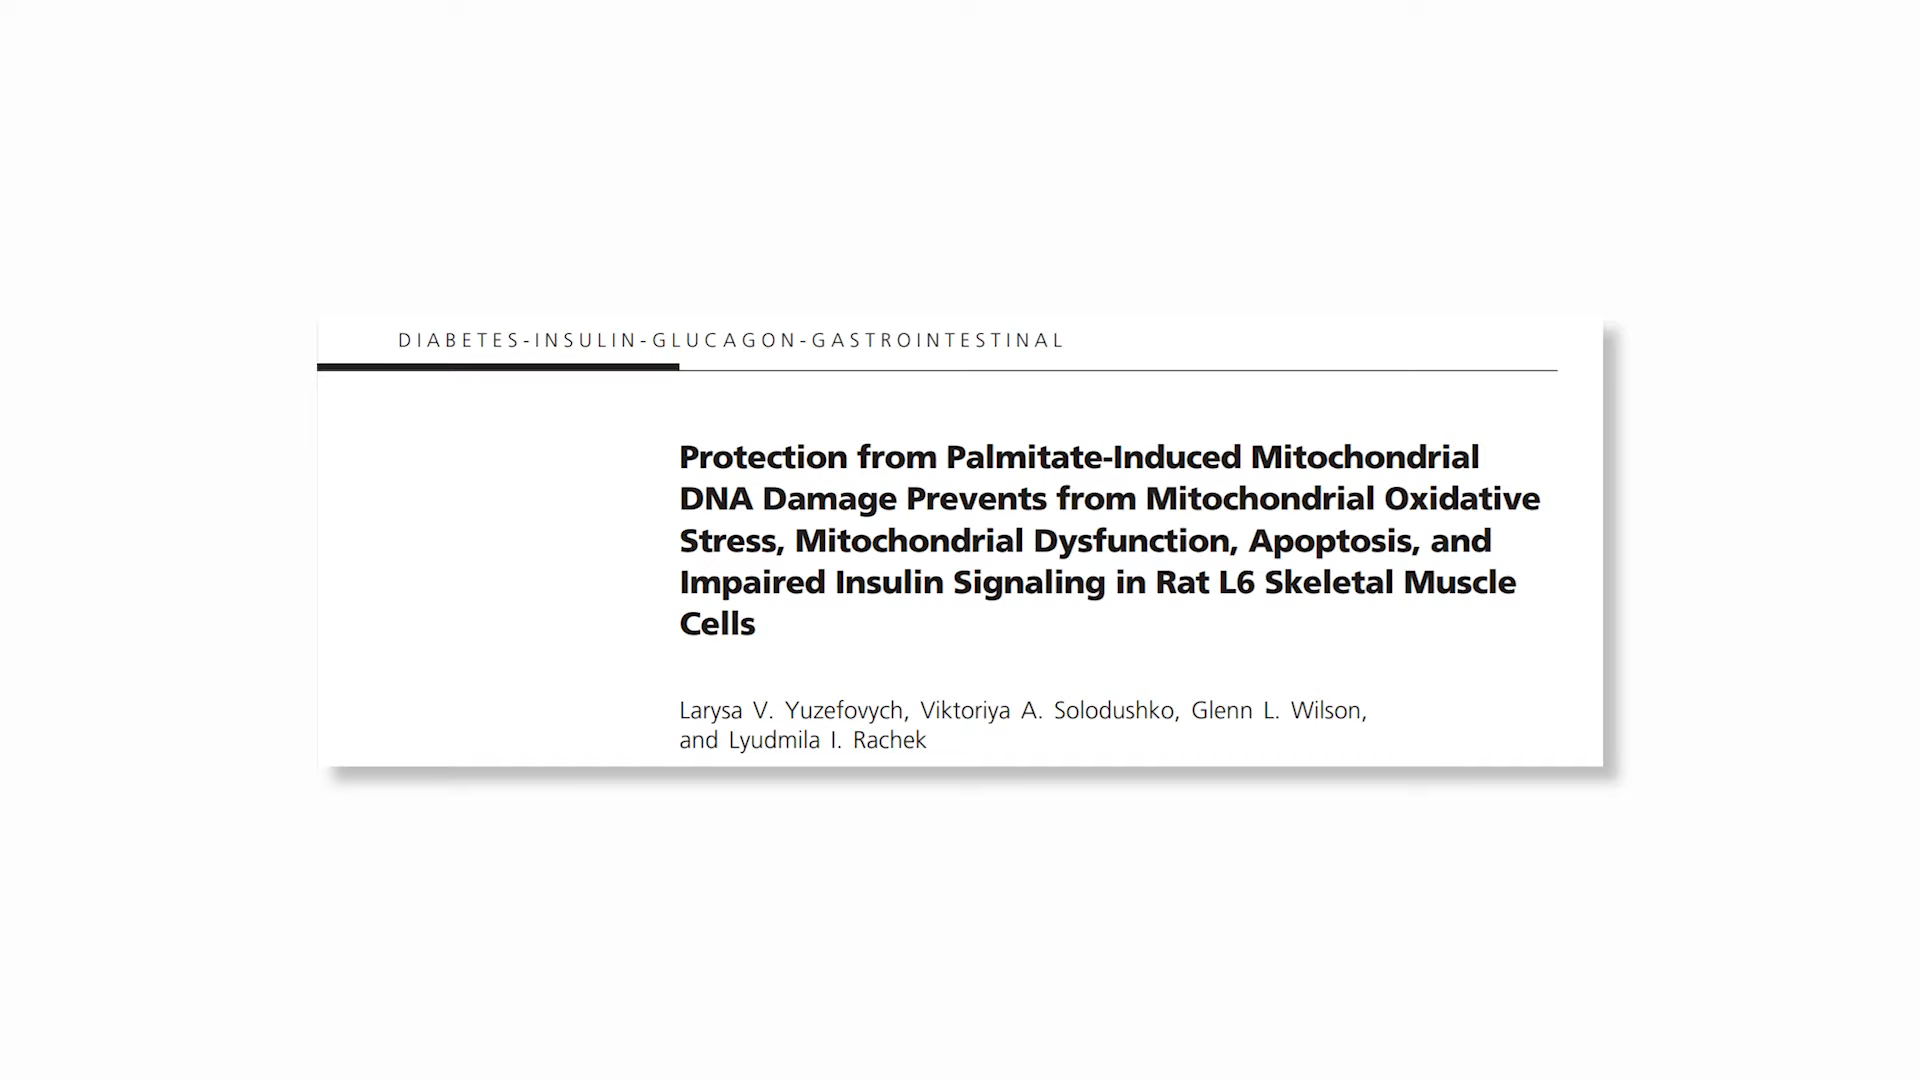 DIABETES-INSULIN-GLUCAGON-GASTROINTESTINAL
Protection from Palmitate-Induced Mitochondrial
DNA Damage Prevents from Mitochondrial Oxidative
Stress, Mitochondrial Dysfunction, Apoptosis, and
Impaired Insulin Signaling in Rat L6 Skeletal Muscle
Cells
Larysa V. Yuzefovych, Viktoriya A. Solodushko, Glenn L. Wilson,
and Lyudmila I. Rachek